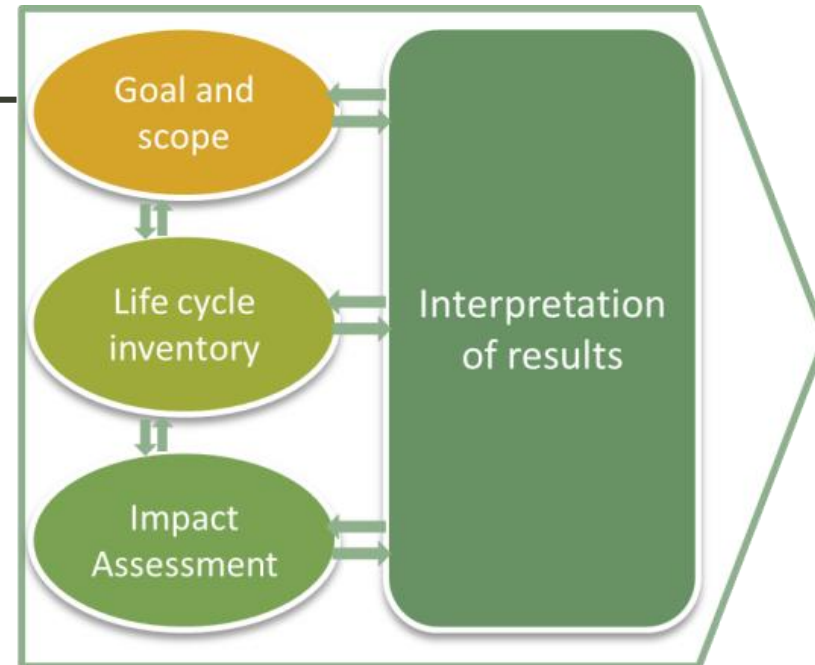 Goal and
scope
Life cycle
inventory
Impact
Assessment
Interpretation
of results